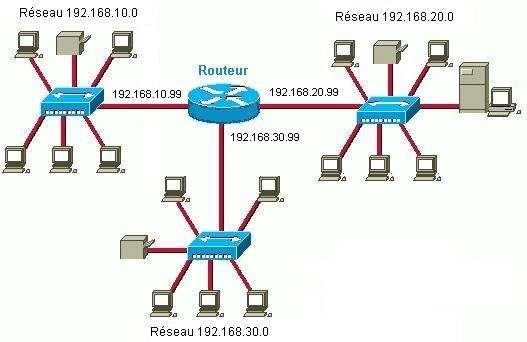 Réseau 192.168.10.0
Réseau 192.168.20.0
Routeur
192.168.10.99
192.168.20.99
192.168.30.99
Réseau 192.168.30.0